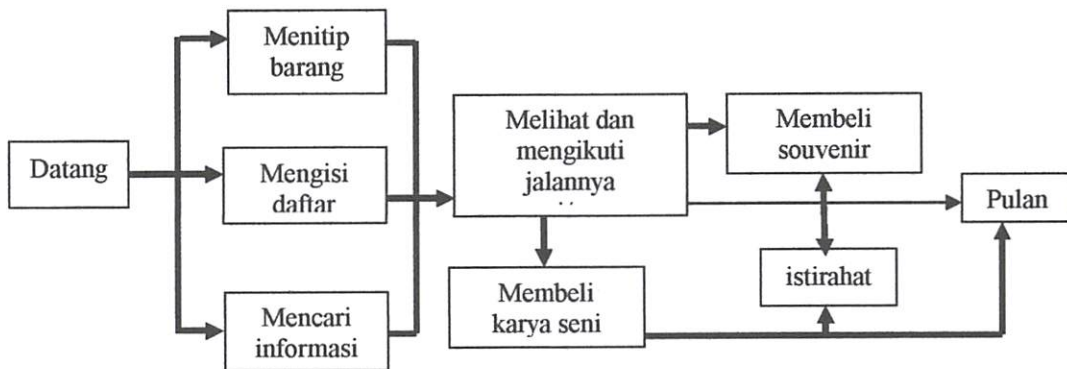 Datang
Menitip
barang
Mengisi
daftar
Mencari
informasi
Melihat dan
mengikuti
jalannya
Membeli
karya seni
Membeli
souvenir
istirahat
Pulan